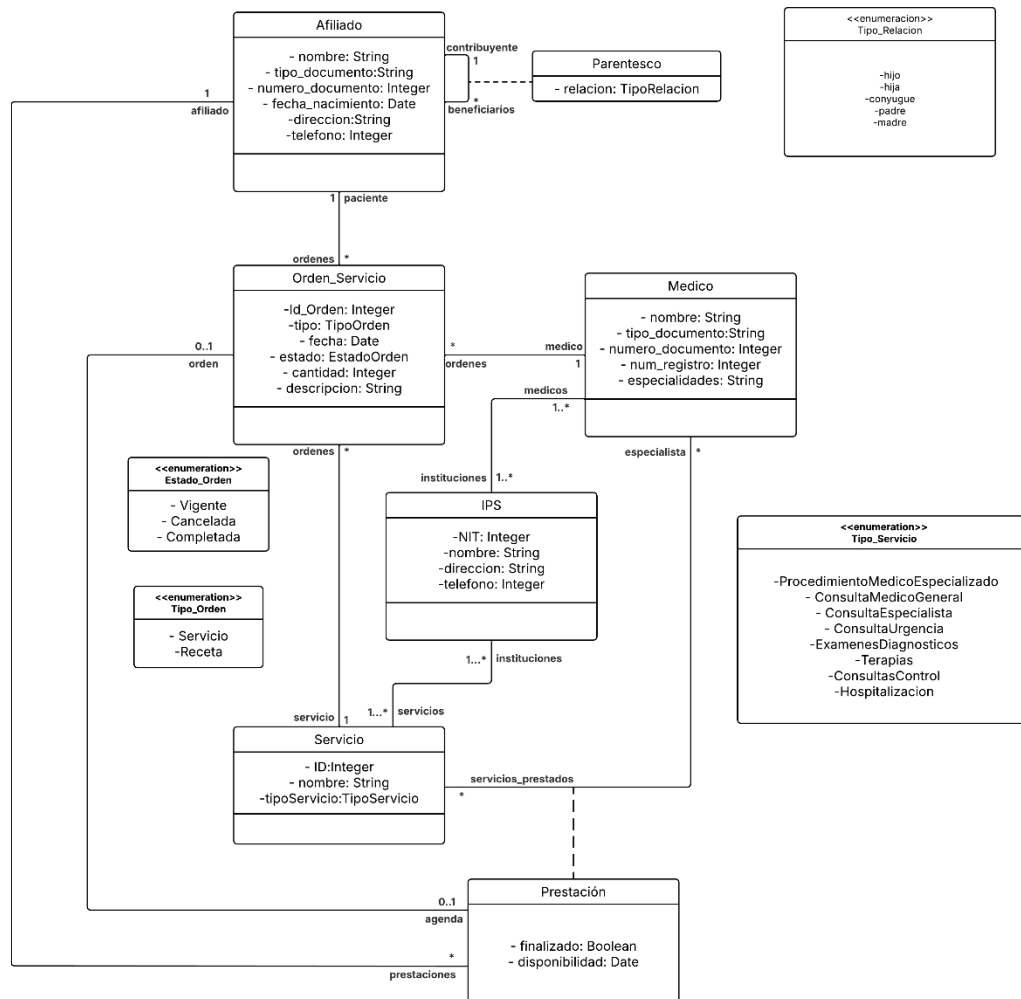 Afiliado
- nombre: String
- tipo_documento:String
- numero_documento: Integer
- fecha_nacimiento: Date
-direccion:String
-telefono: Integer
contribuyente
1
*
beneficiarios
Parentesco
- relacion: TipoRelacion
<<enumeracion>>
Tipo_Relacion
-hijo
-hija
-conyugue
-padre
-madre
1
afiliado
1 paciente
ordenes *
Orden_Servicio
-Id_Orden: Integer
-tipo: TipoOrden
- fecha: Date
- estado: EstadoOrden
- cantidad: Integer
- descripcion: String
0..1
orden
*
ordenes
medico
1
Medico
- nombre: String
- tipo_documento:String
- numero_documento: Integer
- num_registro: Integer
- especialidades: String
medicos
1..*
ordenes *
especialista *
<<enumeration>>
Estado_Orden
- Vigente
- Cancelada
- Completada
instituciones 1..*
IPS
-NIT: Integer
-nombre: String
-direccion: String
-telefono: Integer
<<enumeration>>
Tipo_Servicio
-ProcedimientoMedicoEspecializado
- ConsultaMedicoGeneral
- ConsultaEspecialista
- ConsultaUrgencia
-ExamenesDiagnosticos
-Terapias
-ConsultasControl
-Hospitalizacion
<<enumeration>>
Tipo_Orden
- Servicio
-Receta
1...* instituciones
servicio 1
1...* servicios
Servicio
- ID:Integer
- nombre: String
-tipoServicio:TipoServicio
servicios_prestados
*
Prestación
- finalizado: Boolean
- disponibilidad: Date
0..1
agenda
*
prestaciones